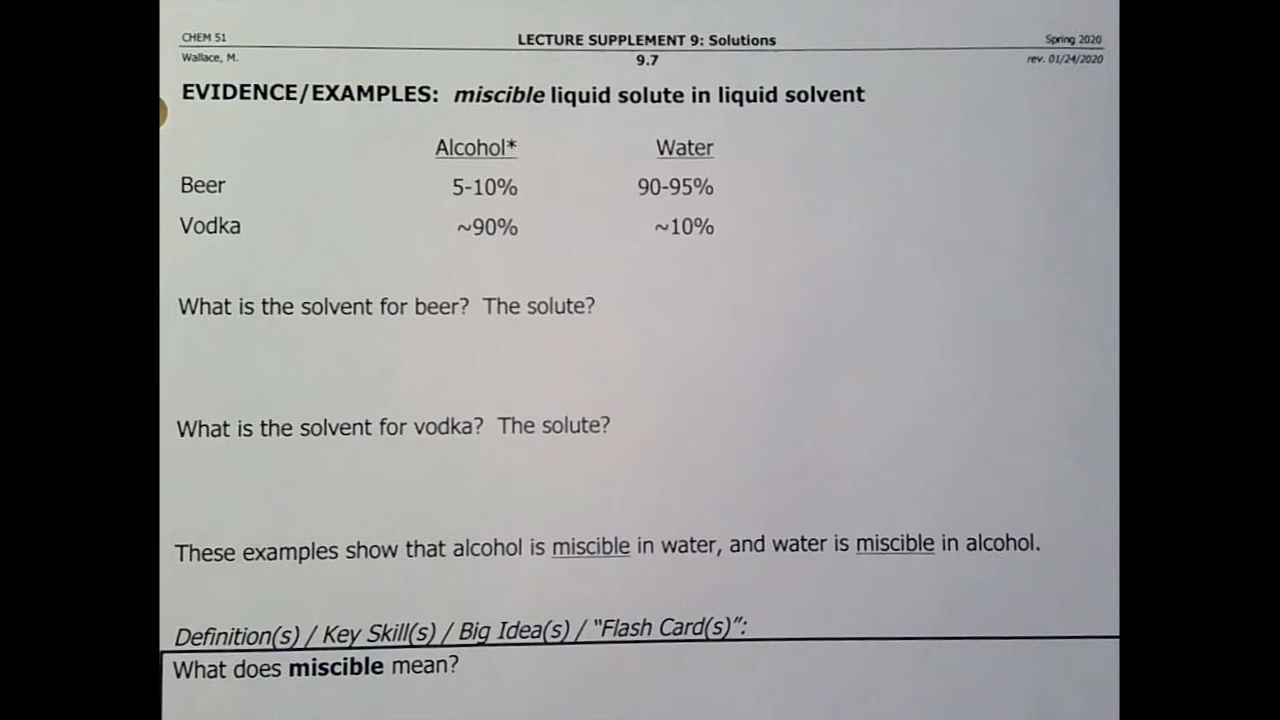 CHEM 51 LECTURE SUPPLEMENT 9: Solutions Spring 2020
Wallace, M. 9.7 rev. 01/24/2020
EVIDENCE/EXAMPLES: miscible liquid solute in liquid solvent
Alcohol* Water
Beer 5-10% 90-95%
Vodka ~90% ~10%
What is the solvent for beer? The solute?
What is the solvent for vodka? The solute?
These examples show that alcohol is miscible in water, and water is miscible in alcohol.
Definition(s) / Key Skill(s) / Big Idea(s) / “Flash Card(s)”:
What does miscible mean?